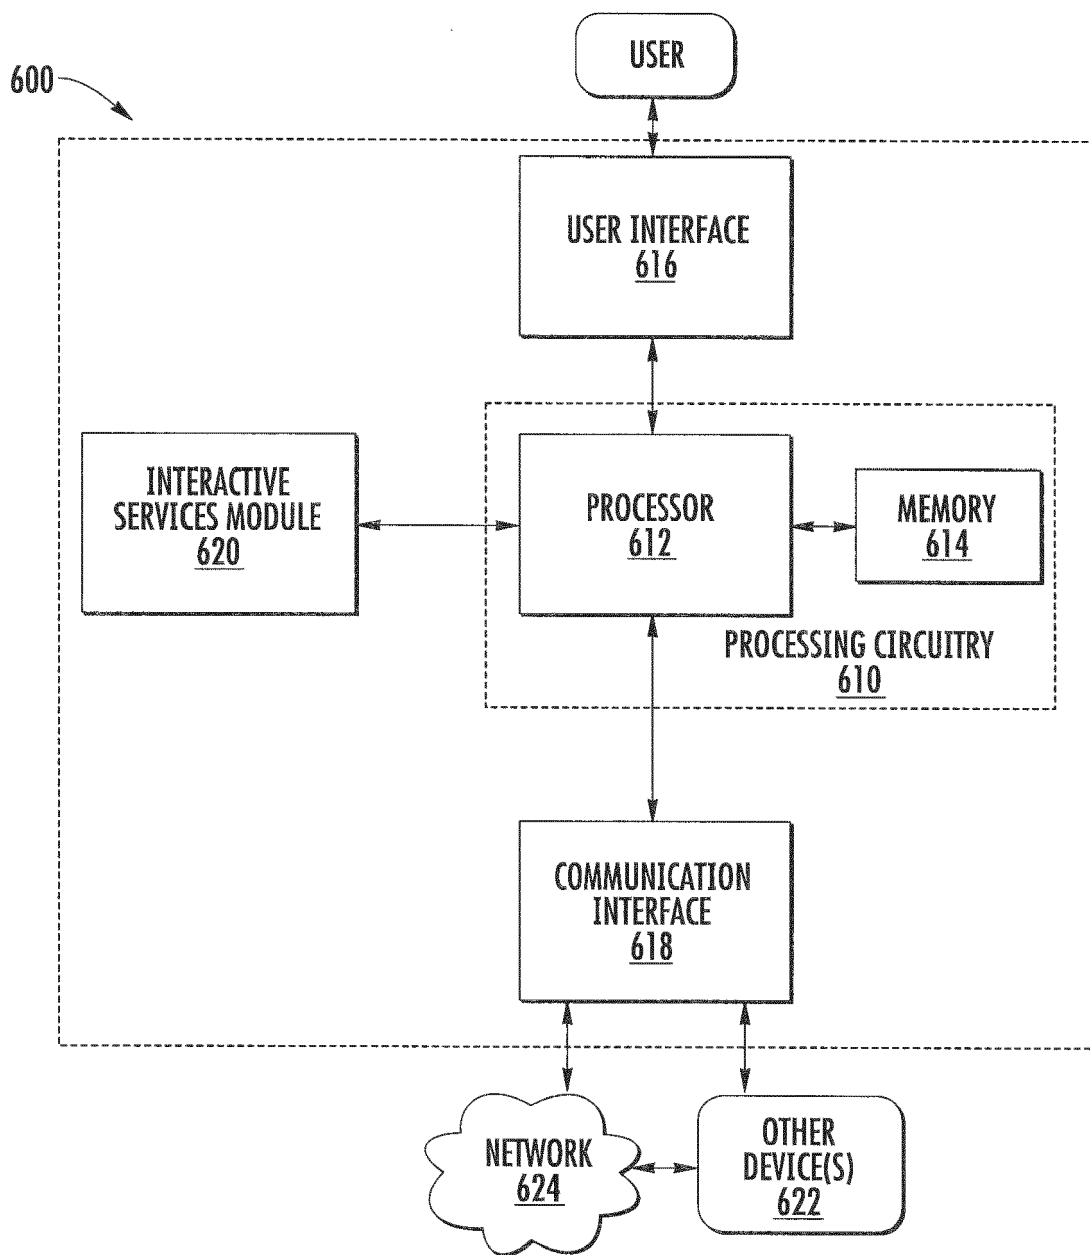 USER
600
USER INTERFACE
616
INTERACTIVE
SERVICES MODULE
620
PROCESSOR
612
MEMORY
614
PROCESSING CIRCUITRY
610
COMMUNICATION
INTERFACE
618
NETWORK
624
OTHER
DEVICE(S)
622